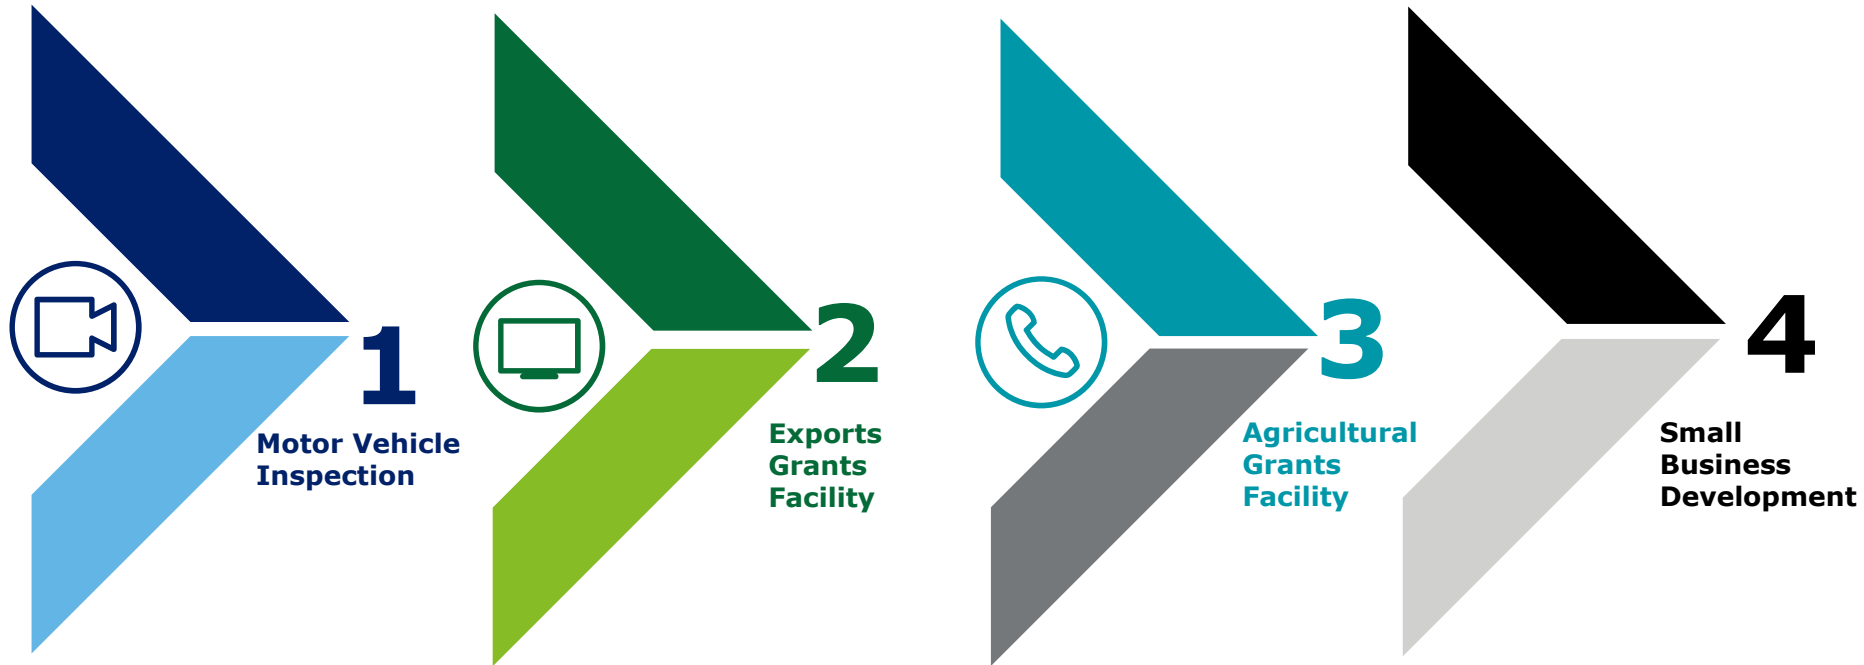 1
Motor Vehicle
Inspection
2
Exports
Grants
Facility
3
Agricultural
Grants
Facility
4
Small
Business
Development